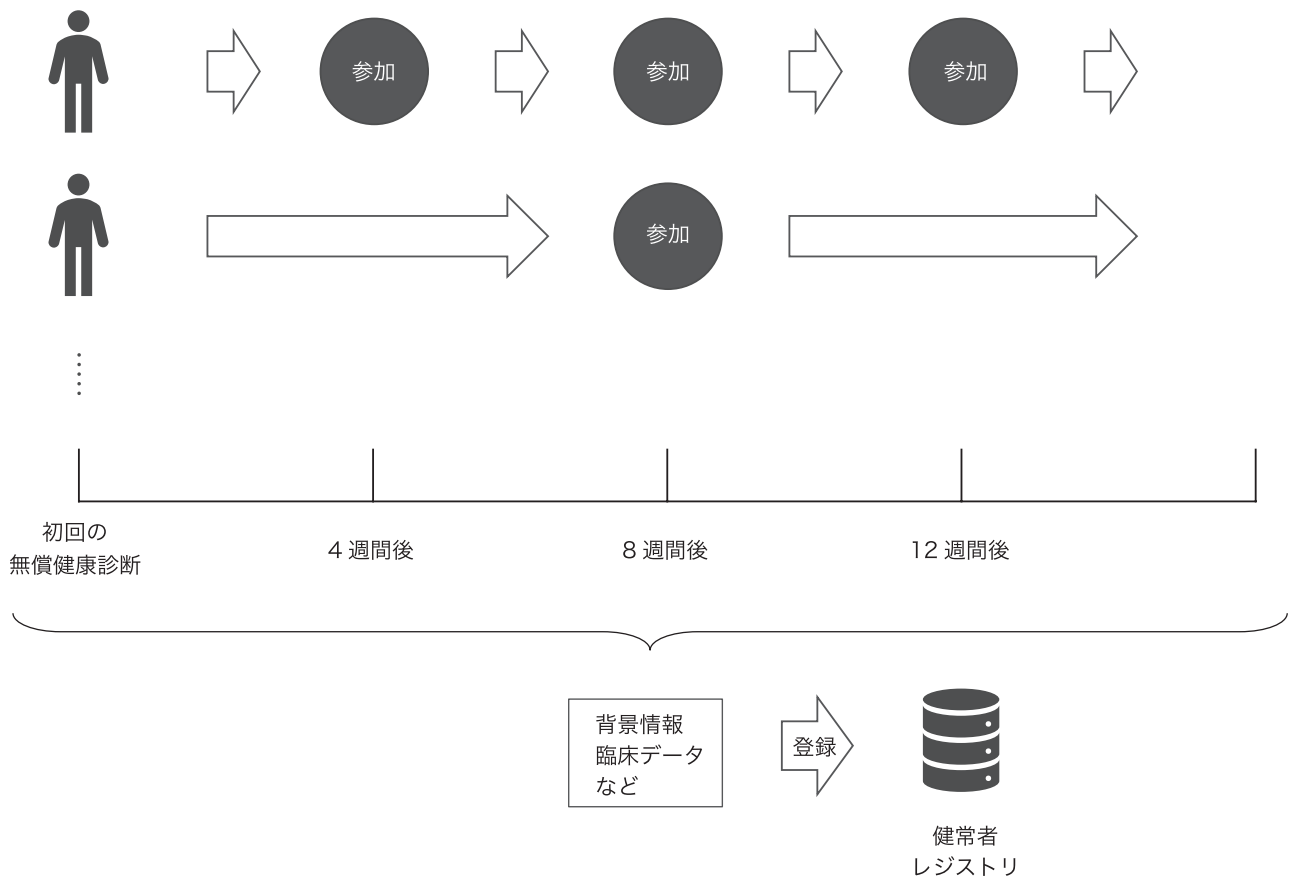 参加
参加
参加
参加
初回の
無償健康診断
4 週間後
8 週間後
12 週間後
背景情報
臨床データ
など
登録
健常者
レジストリ